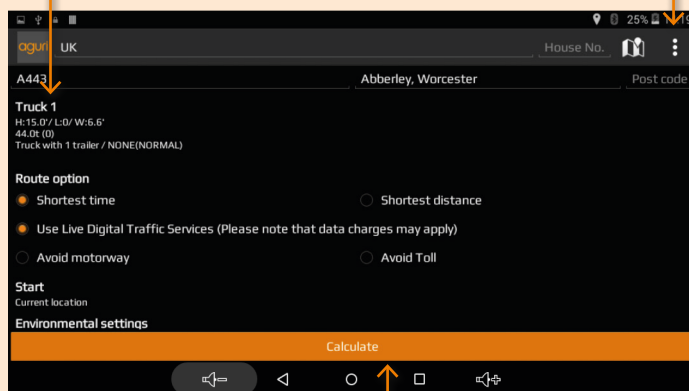 25%
aguri UK House No.
A443 Abberley, Worcester Post code
Truck 1
H:15.0'/ L:0/ W:6.6'
44.0t (0)
Truck with 1 trailer / NONE(NORMAL)
Route option
Shortest time Shortest distance
Use Live Digital Traffic Services (Please note that data charges may apply)
Avoid motorway Avoid Toll
Start
Current location
Environmental settings
Calculate